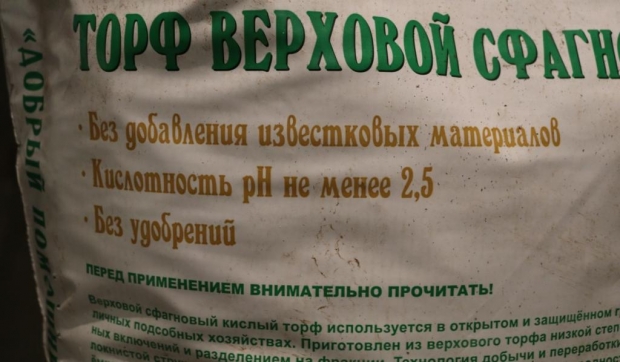 ТОРФ ВЕРХОВОЙ СФАГНО
«ДОБРЫЙ
· Без добавления известковых материалов
· Кислотность pH не менее 2,5
· Без удобрений
ПЕРЕД ПРИМЕНЕНИЕМ ВНИМАТЕЛЬНО ПРОЧИТАТЬ!
Верховой сфагновый кислый торф используется в открытом и защищённом г
личных подсобных хозяйствах. Приготовлен из верхового торфа низкой степ
ных включений и разделением на фракции. Технология добычи и переработки